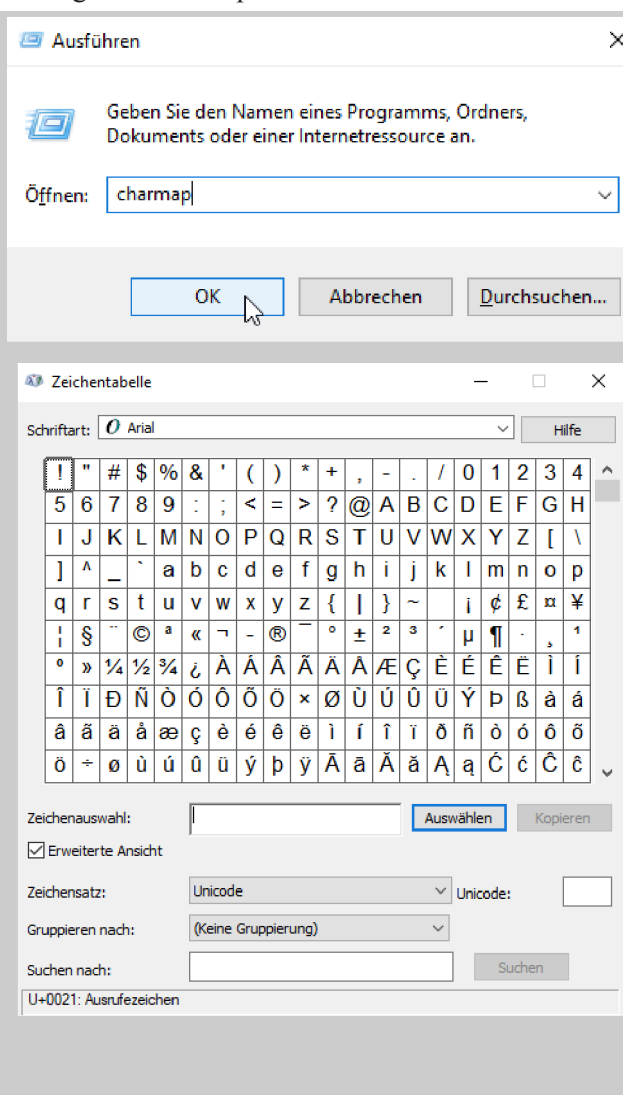 Ausführen
Geben Sie den Namen eines Programms, Ordners,
Dokuments oder einer Internetressource an.
Öffnen: charmap
OK Abbrechen Durchsuchen...
Zeichentabelle
Schriftart: O Arial Hilfe
! " # $ % & ' ( ) * + , - . / 0 1 2 3 4
5 6 7 8 9 : ; < = > ? @ A B C D E F G H
I J K L M N O P Q R S T U V W X Y Z [ \
] ^ _ ` a b c d e f g h i j k l m n o p
q r s t u v w x y z { | } ~ ¡ ¢ £ ¤ ¥
¦ § ¨ © ª « ¬ - ® ¯ ° ± ² ³ ´ µ ¶ · ¸ ¹
º » ¼ ½ ¾ ¿ À Á Â Ã Ä Å Æ Ç È É Ê Ë Ì Í
Î Ï Ð Ñ Ò Ó Ô Õ Ö × Ø Ù Ú Û Ü Ý Þ ß à á
â ã ä å æ ç è é ê ë ì í î ï ð ñ ò ó ô õ
ö ÷ ø ù ú û ü ý þ ÿ Ā ā Ă ă Ą ą Ć ć Ĉ ĉ
Zeichenauswahl: Auswählen Kopieren
Erweiterte Ansicht
Zeichensatz: Unicode Unicode:
Gruppieren nach: (Keine Gruppierung)
Suchen nach: Suchen
U+0021: Ausrufezeichen